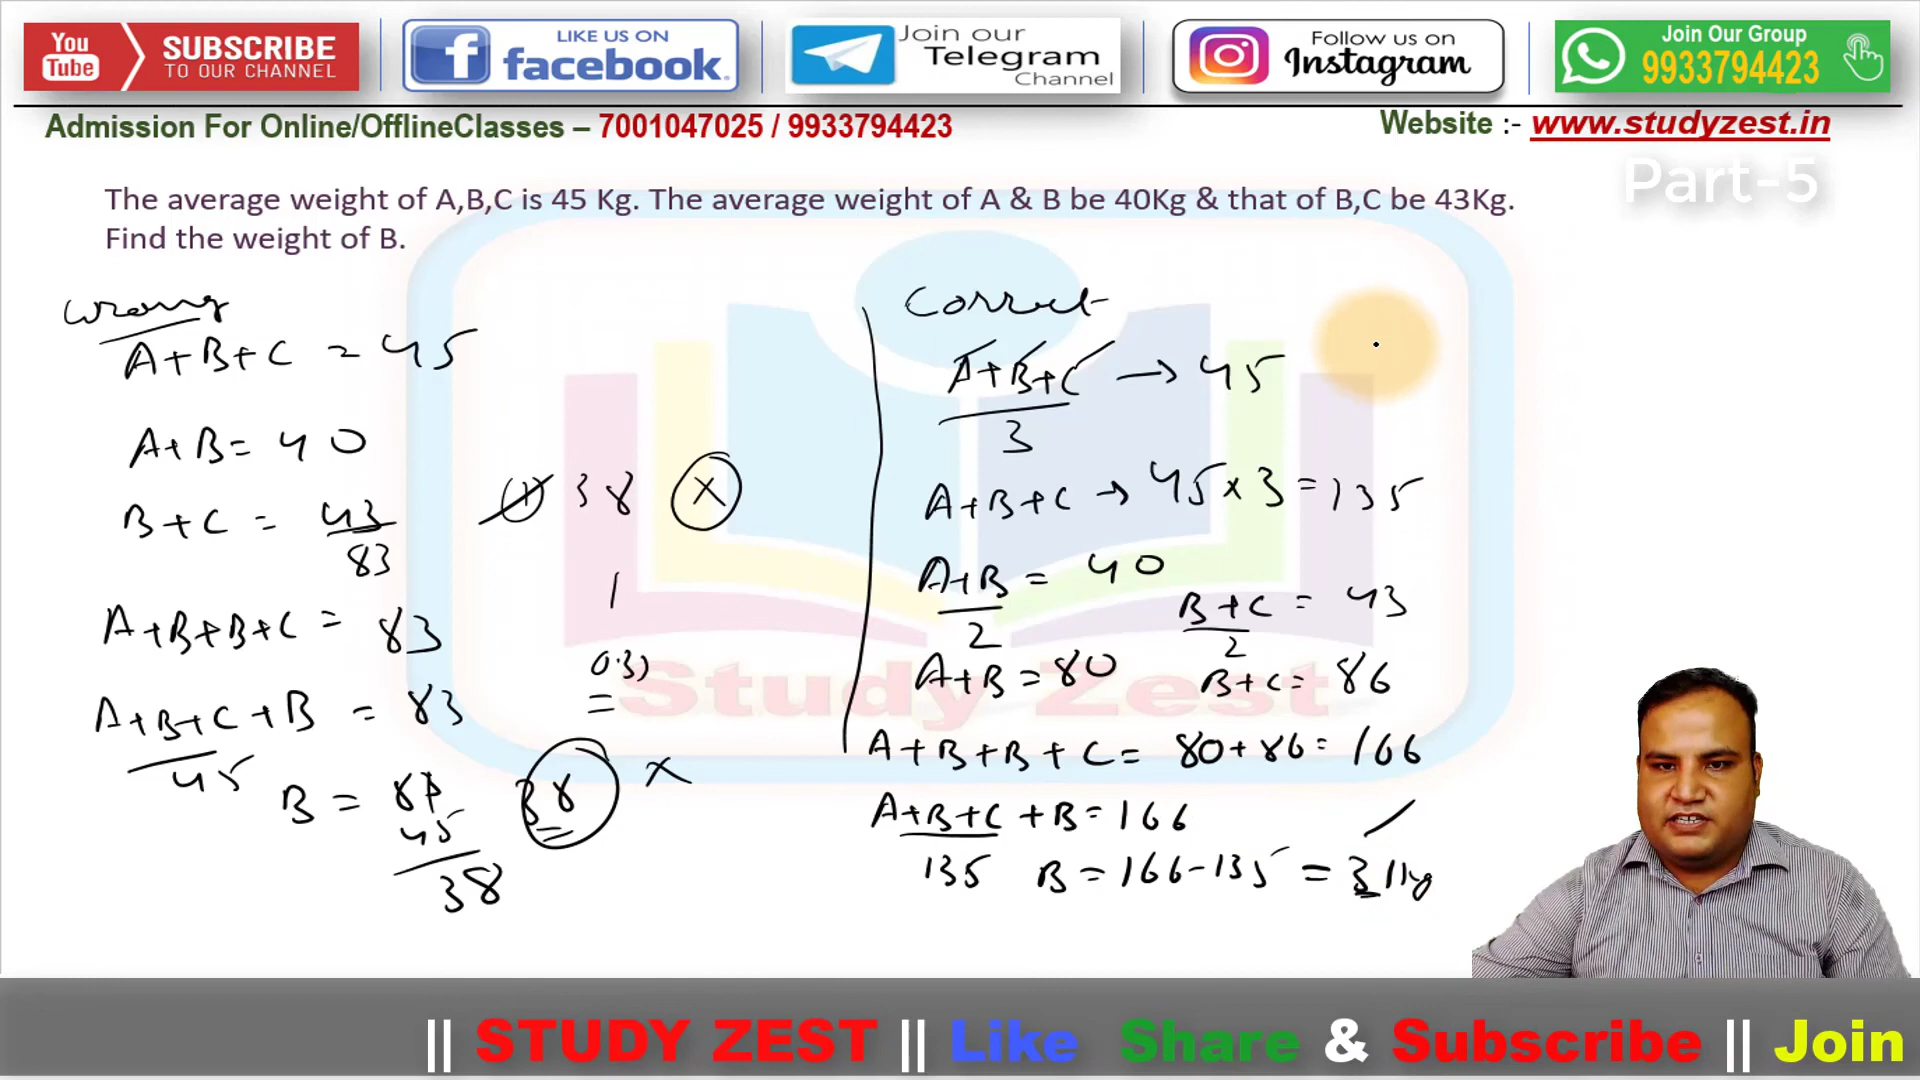 You Tube SUBSCRIBE TO OUR CHANNEL
LIKE US ON facebook.
Join our Telegram Channel
Follow us on Instagram
Join Our Group 9933794423
Admission For Online/OfflineClasses – 7001047025 / 9933794423
Website :- www.studyzest.in
Part-5
The average weight of A,B,C is 45 Kg. The average weight of A & B be 40Kg & that of B,C be 43Kg.
Find the weight of B.
Wrong
A+B+C = 45
A+B = 40
B+C = 43
83
38 X
A+B+B+C = 83
1
A+B+C+B = 83
45
B =
45
38
38 X
Correct
A+B+C → 45
3
A+B+C → 45×3 = 135
A+B = 40
2
B+C = 43
2
A+B = 80
B+C = 86
A+B+B+C = 80+86 = 166
A+B+C + B = 166
135 B = 166-135 = 31kg
Study Zest
|| STUDY ZEST || Like Share & Subscribe || Join